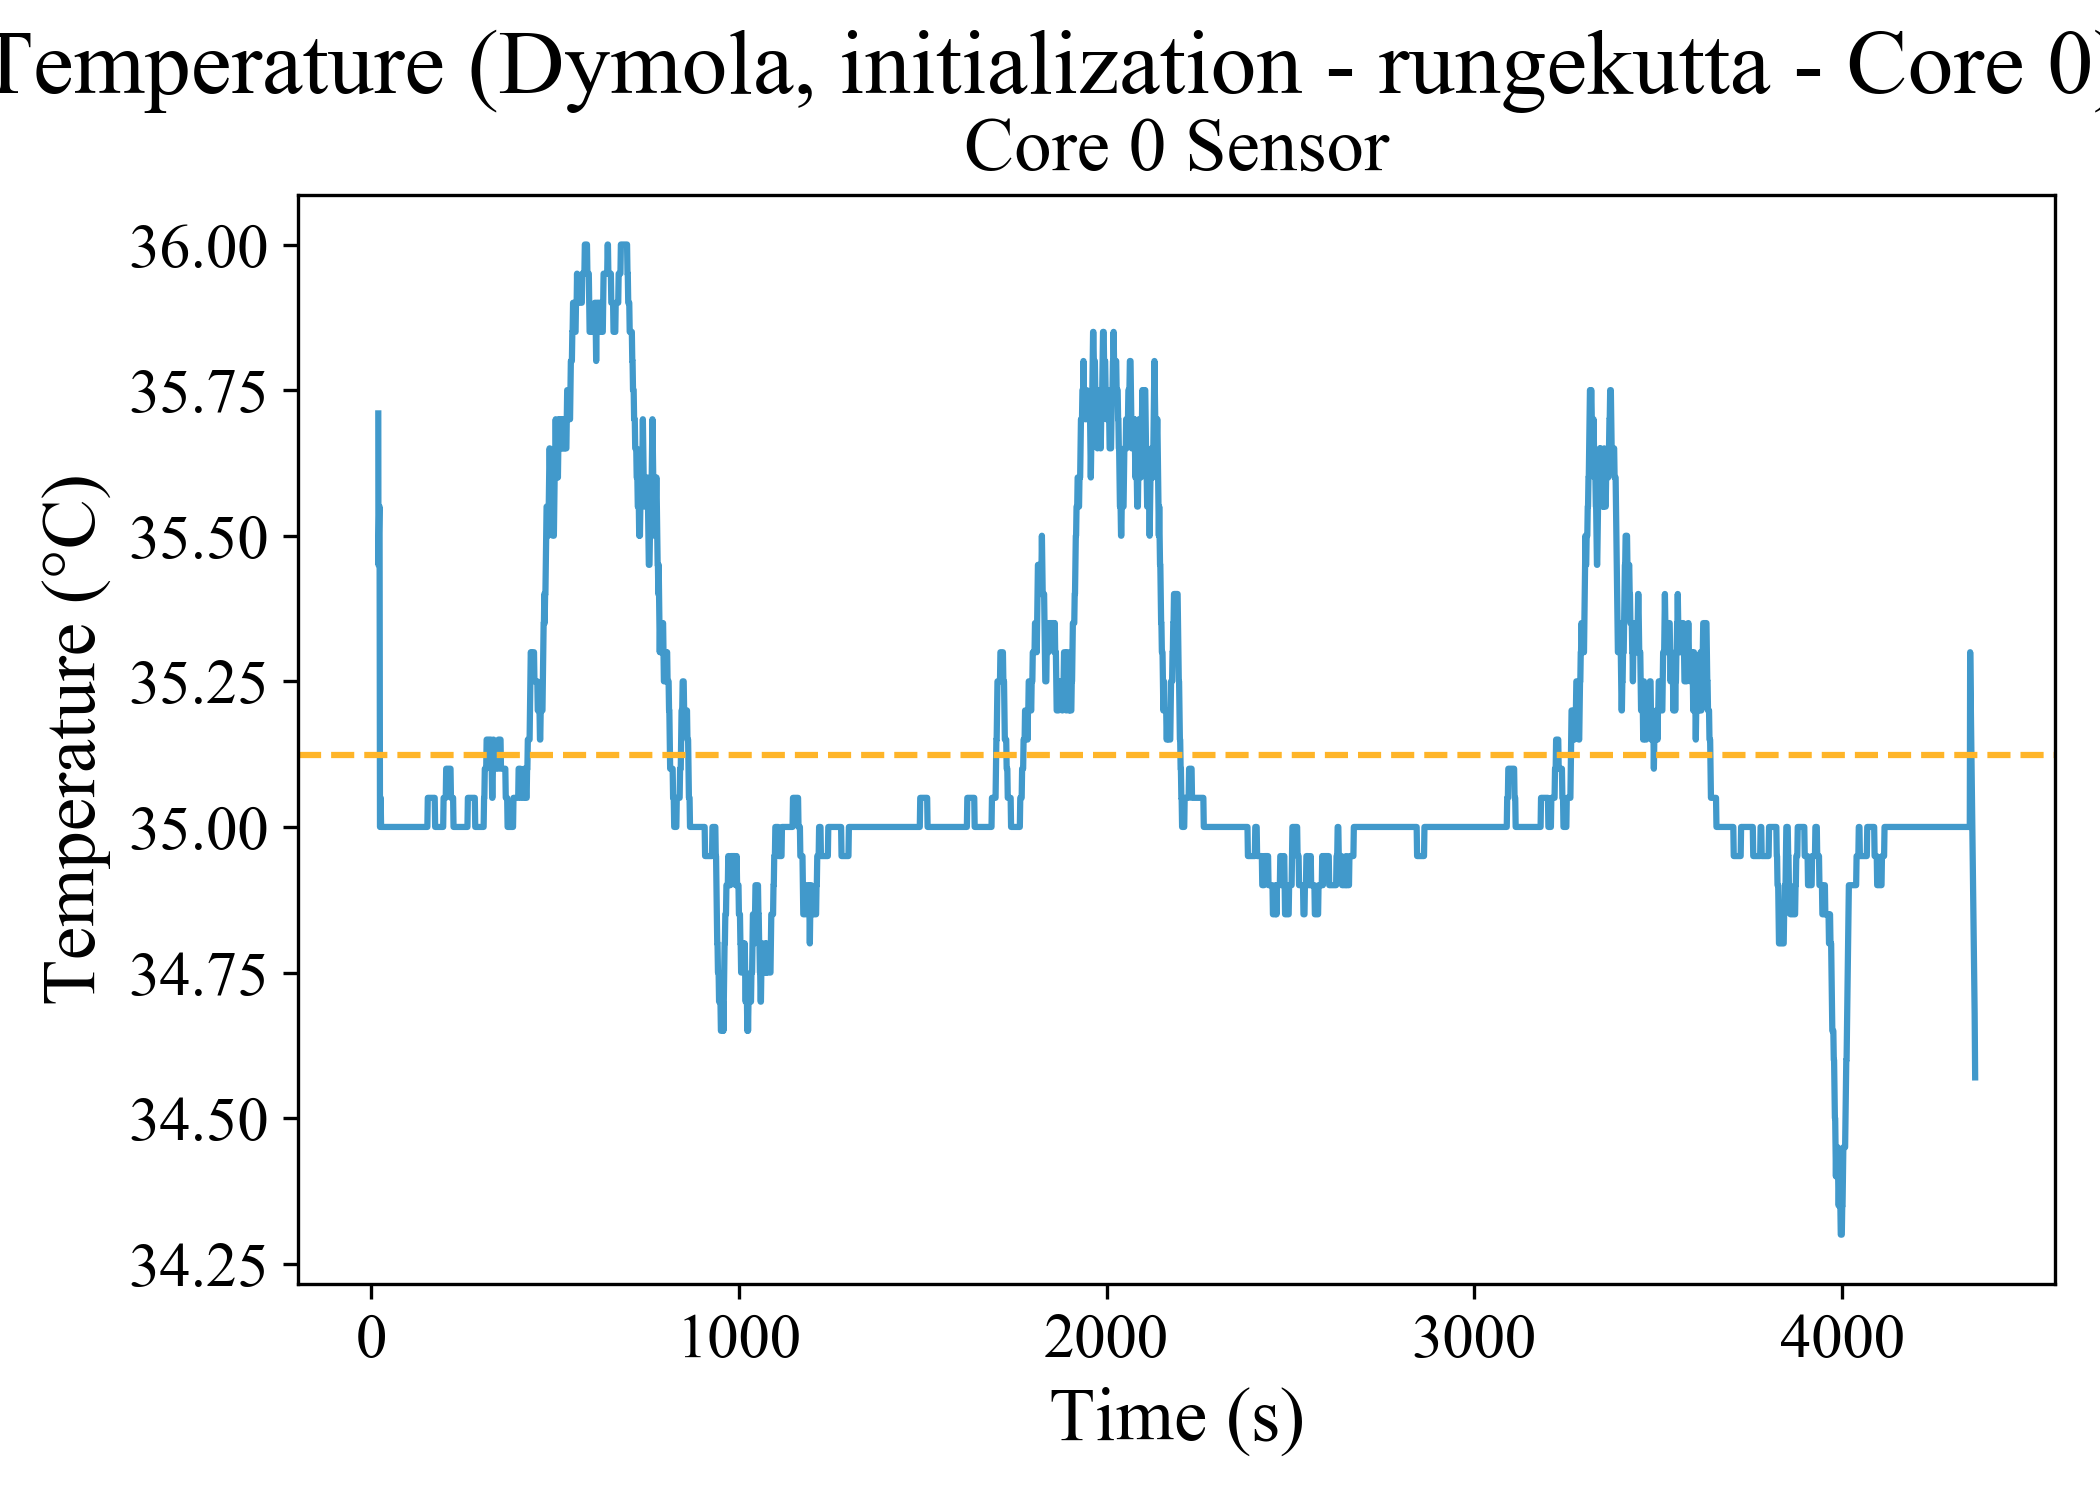 Temperature (Dymola, initialization - rungekutta - Core 0)
Core 0 Sensor
36.00
35.75
35.50
35.25
35.00
34.75
34.50
34.25
Temperature (°C)
0 1000 2000 3000 4000
Time (s)